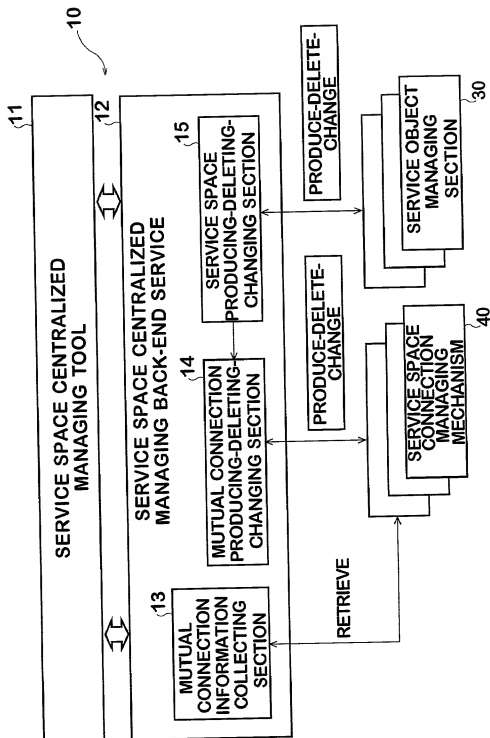 10
11
SERVICE SPACE CENTRALIZED
MANAGING TOOL
12
SERVICE SPACE CENTRALIZED
MANAGING BACK-END SERVICE
13
MUTUAL
CONNECTION
INFORMATION
COLLECTING
SECTION
14
MUTUAL CONNECTION
PRODUCING-DELETING-
CHANGING SECTION
15
SERVICE SPACE
PRODUCING-DELETING-
CHANGING SECTION
RETRIEVE
PRODUCE-DELETE-
CHANGE
PRODUCE-DELETE-
CHANGE
SERVICE SPACE
CONNECTION
MANAGING
MECHANISM
40
SERVICE OBJECT
MANAGING
SECTION
30